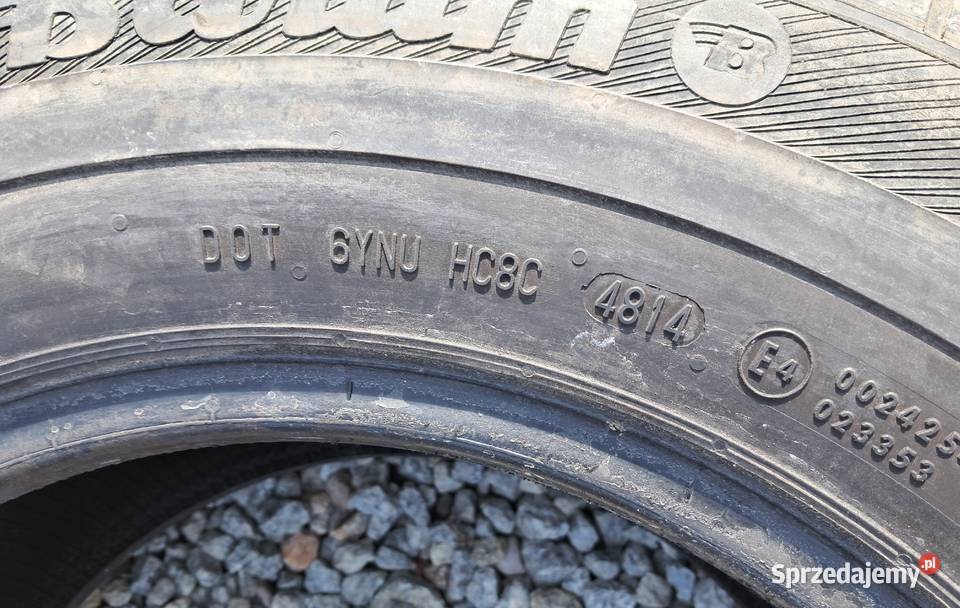 B
DOT 6YNU HC8C 4814
E4
002425
023353
Sprzedajemy.pl